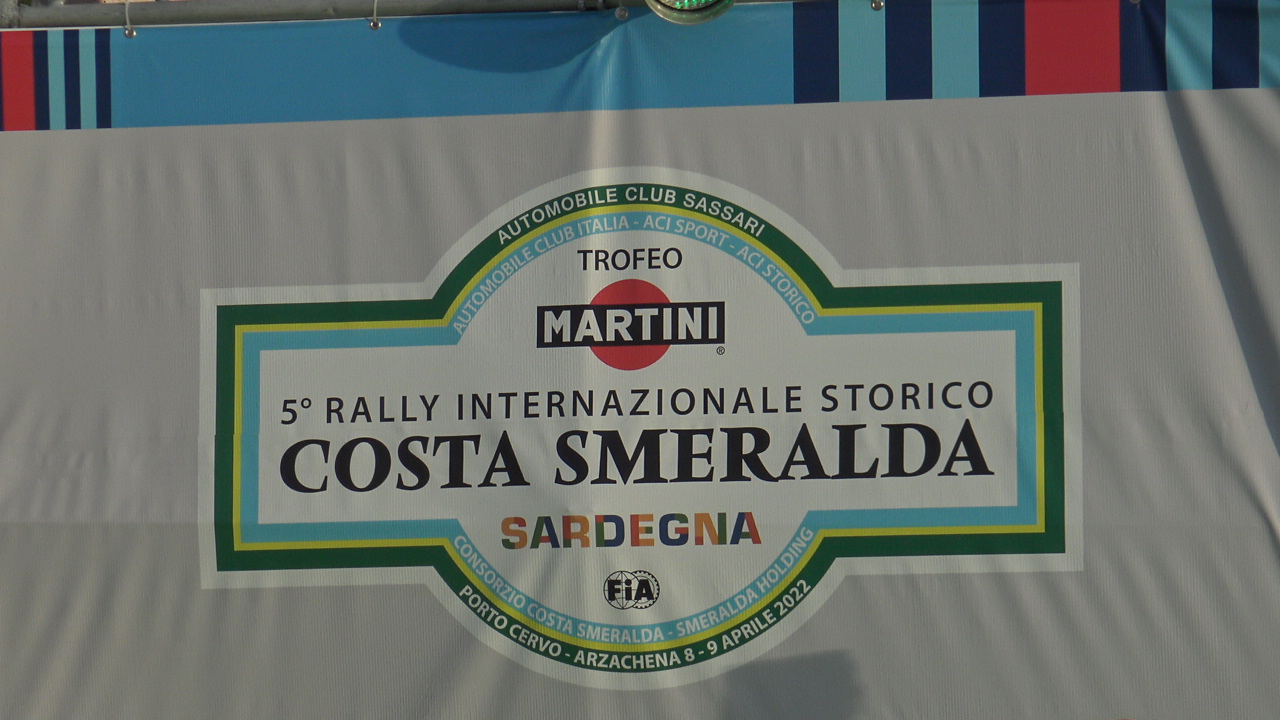 AUTOMOBILE CLUB SASSARI
AUTOMOBILE CLUB ITALIA - ACI SPORT - ACI STORICO
TROFEO
MARTINI
®
5° RALLY INTERNAZIONALE STORICO
COSTA SMERALDA
SARDEGNA
FiA
CONSORZIO COSTA SMERALDA - SMERALDA HOLDING
PORTO CERVO - ARZACHENA 8 - 9 APRILE 2022